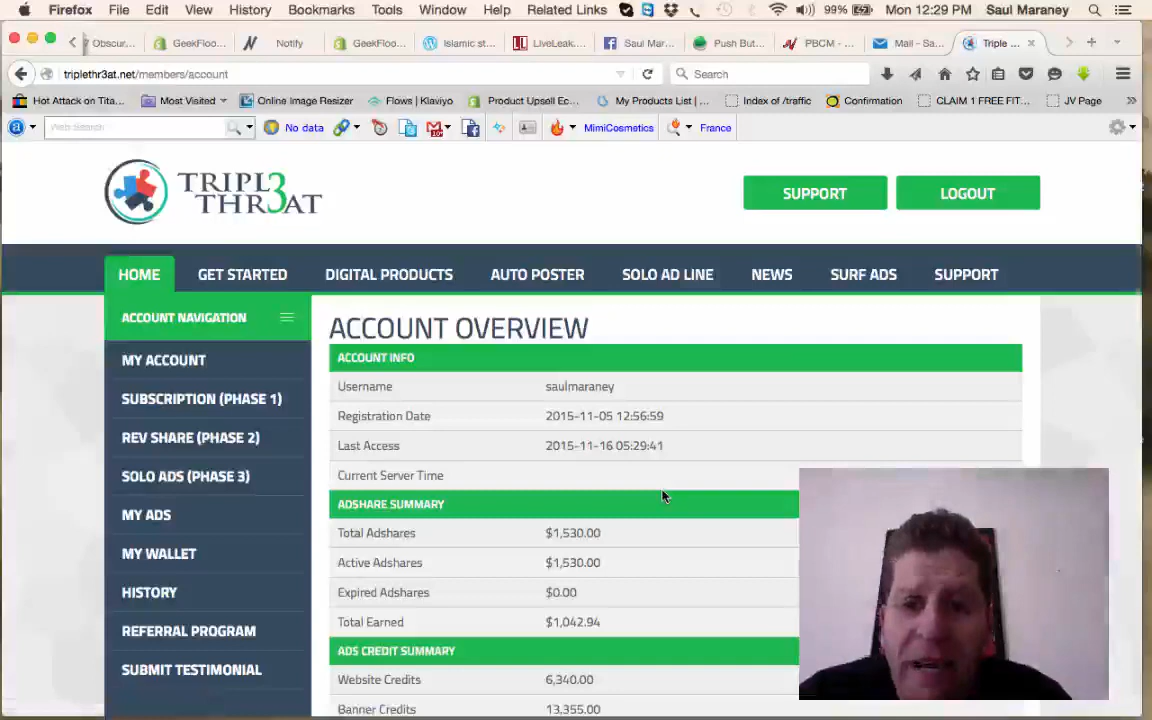 Firefox File Edit View History Bookmarks Tools Window Help Related Links 99% Mon 12:29 PM Saul Maraney
Obscur... GeekFloo... Notify GeekFloo... Islamic st... LiveLeak... Saul Mar... Push But... PBCM - ... Mail - Sa... Triple ...
triplethr3at.net/members/account Search
Hot Attack on Tita... Most Visited Online Image Resizer Flows | Klaviyo Product Upsell Ec... My Products List | ... Index of /traffic Confirmation CLAIM 1 FREE FIT... JV Page
Web search No data MimiCosmetics France
TRIPL3 THR3AT
SUPPORT LOGOUT
HOME GET STARTED DIGITAL PRODUCTS AUTO POSTER SOLO AD LINE NEWS SURF ADS SUPPORT
ACCOUNT NAVIGATION
MY ACCOUNT
SUBSCRIPTION (PHASE 1)
REV SHARE (PHASE 2)
SOLO ADS (PHASE 3)
MY ADS
MY WALLET
HISTORY
REFERRAL PROGRAM
SUBMIT TESTIMONIAL
ACCOUNT OVERVIEW
ACCOUNT INFO
Username saulmaraney
Registration Date 2015-11-05 12:56:59
Last Access 2015-11-16 05:29:41
Current Server Time
ADSHARE SUMMARY
Total Adshares $1,530.00
Active Adshares $1,530.00
Expired Adshares $0.00
Total Earned $1,042.94
ADS CREDIT SUMMARY
Website Credits 6,340.00
Banner Credits 13,355.00